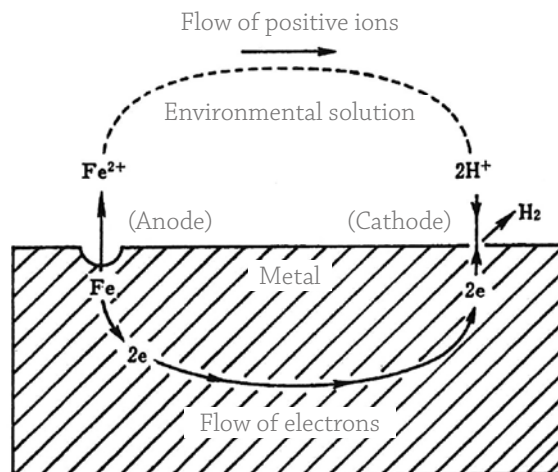 Flow of positive ions
Environmental solution
Fe²⁺
2H⁺
(Anode)
(Cathode)
H₂
Metal
Fe
2e
2e
Flow of electrons